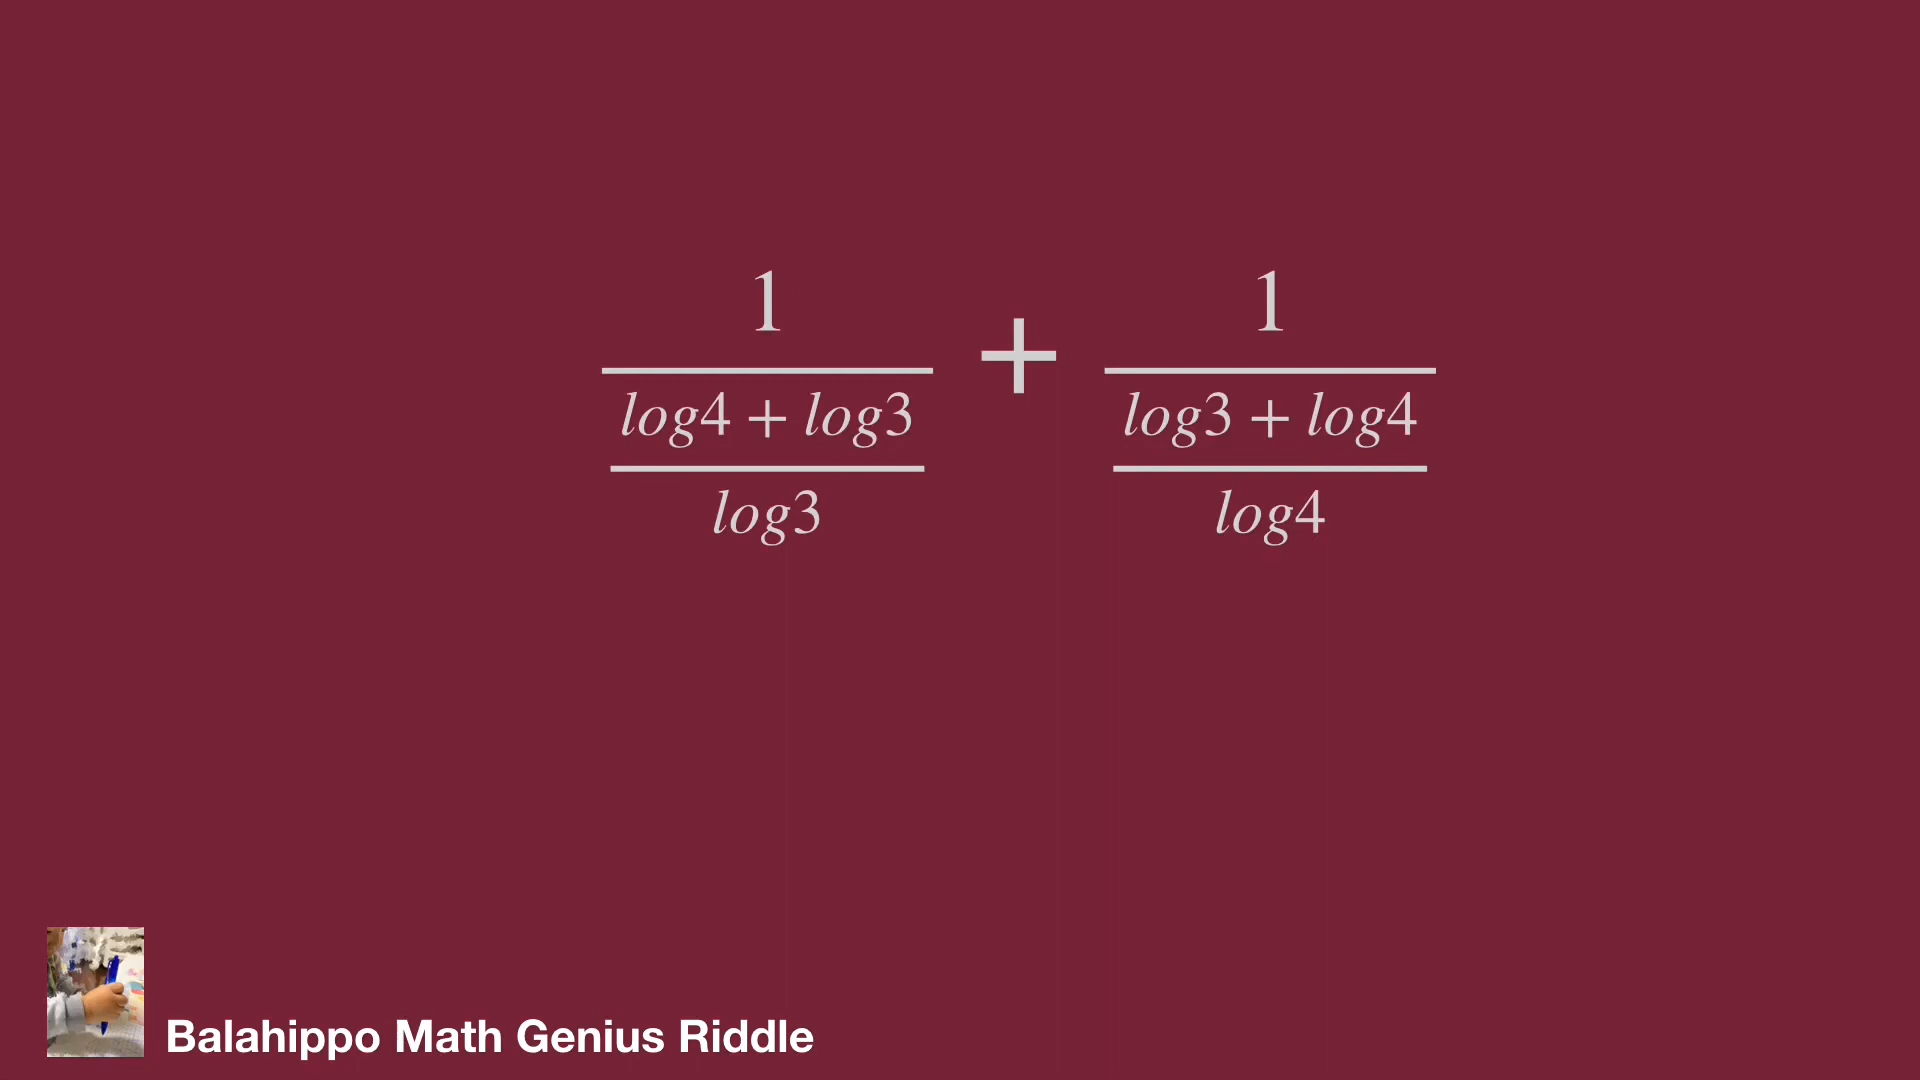 1 + 1
log4 + log3 log3 + log4
log3 log4
Balahippo Math Genius Riddle